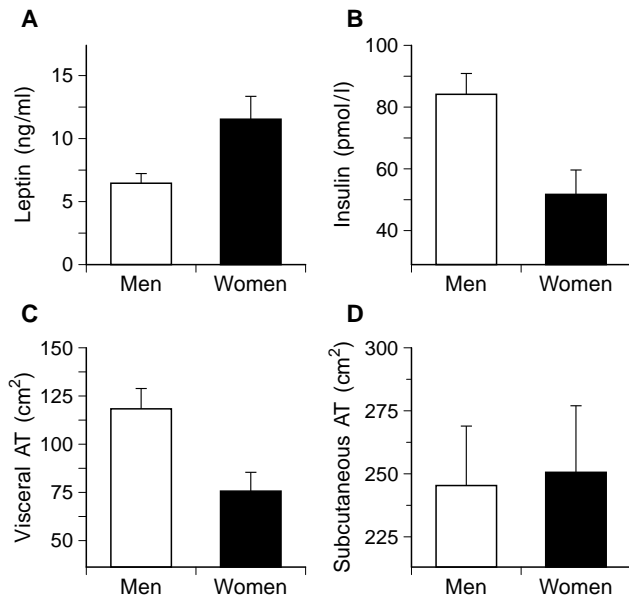 A
Leptin (ng/ml)
15
10
5
0
Men Women
B
Insulin (pmol/l)
100
80
60
40
Men Women
C
Visceral AT (cm²)
150
125
100
75
50
Men Women
D
Subcutaneous AT (cm²)
300
275
250
225
Men Women